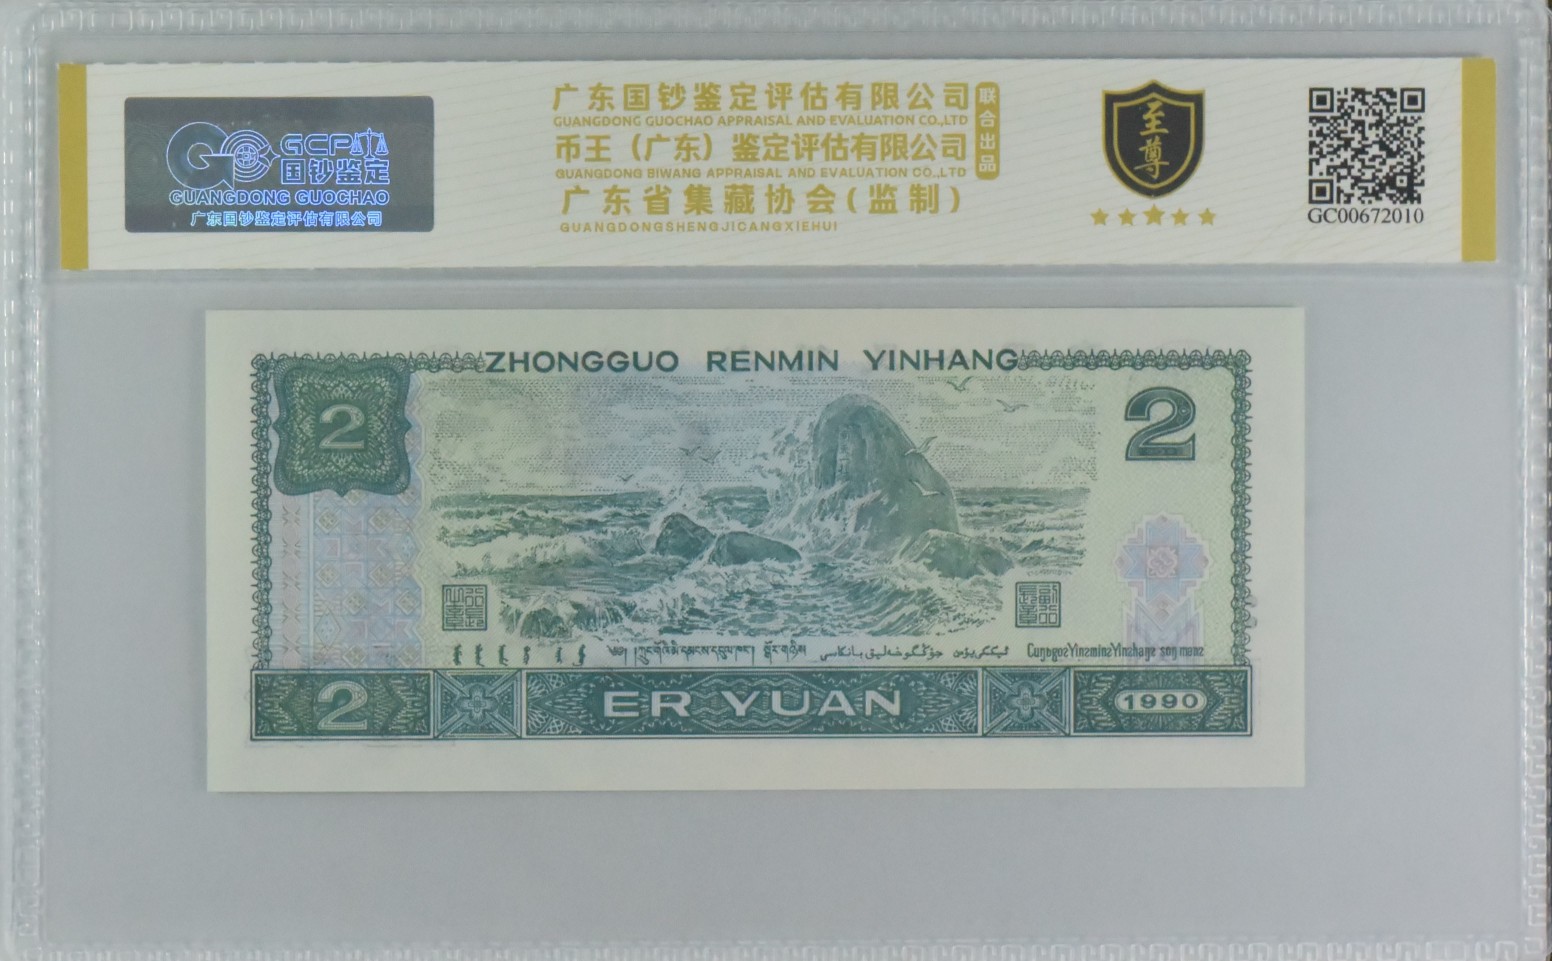 GCP
国钞鉴定
GUANGDONG GUOCHAO
广东国钞鉴定评估有限公司
广东国钞鉴定评估有限公司
GUANGDONG GUOCHAO APPRAISAL AND EVALUATION CO.,LTD
币王（广东）鉴定评估有限公司
GUANGDONG BIWANG APPRAISAL AND EVALUATION CO.,LTD
广东省集藏协会(监制)
GUANGDONGSHENGJICANGXIEHUI
联合出品
至尊
GC00672010
ZHONGGUO RENMIN YINHANG
2
2
2
ER YUAN
1990